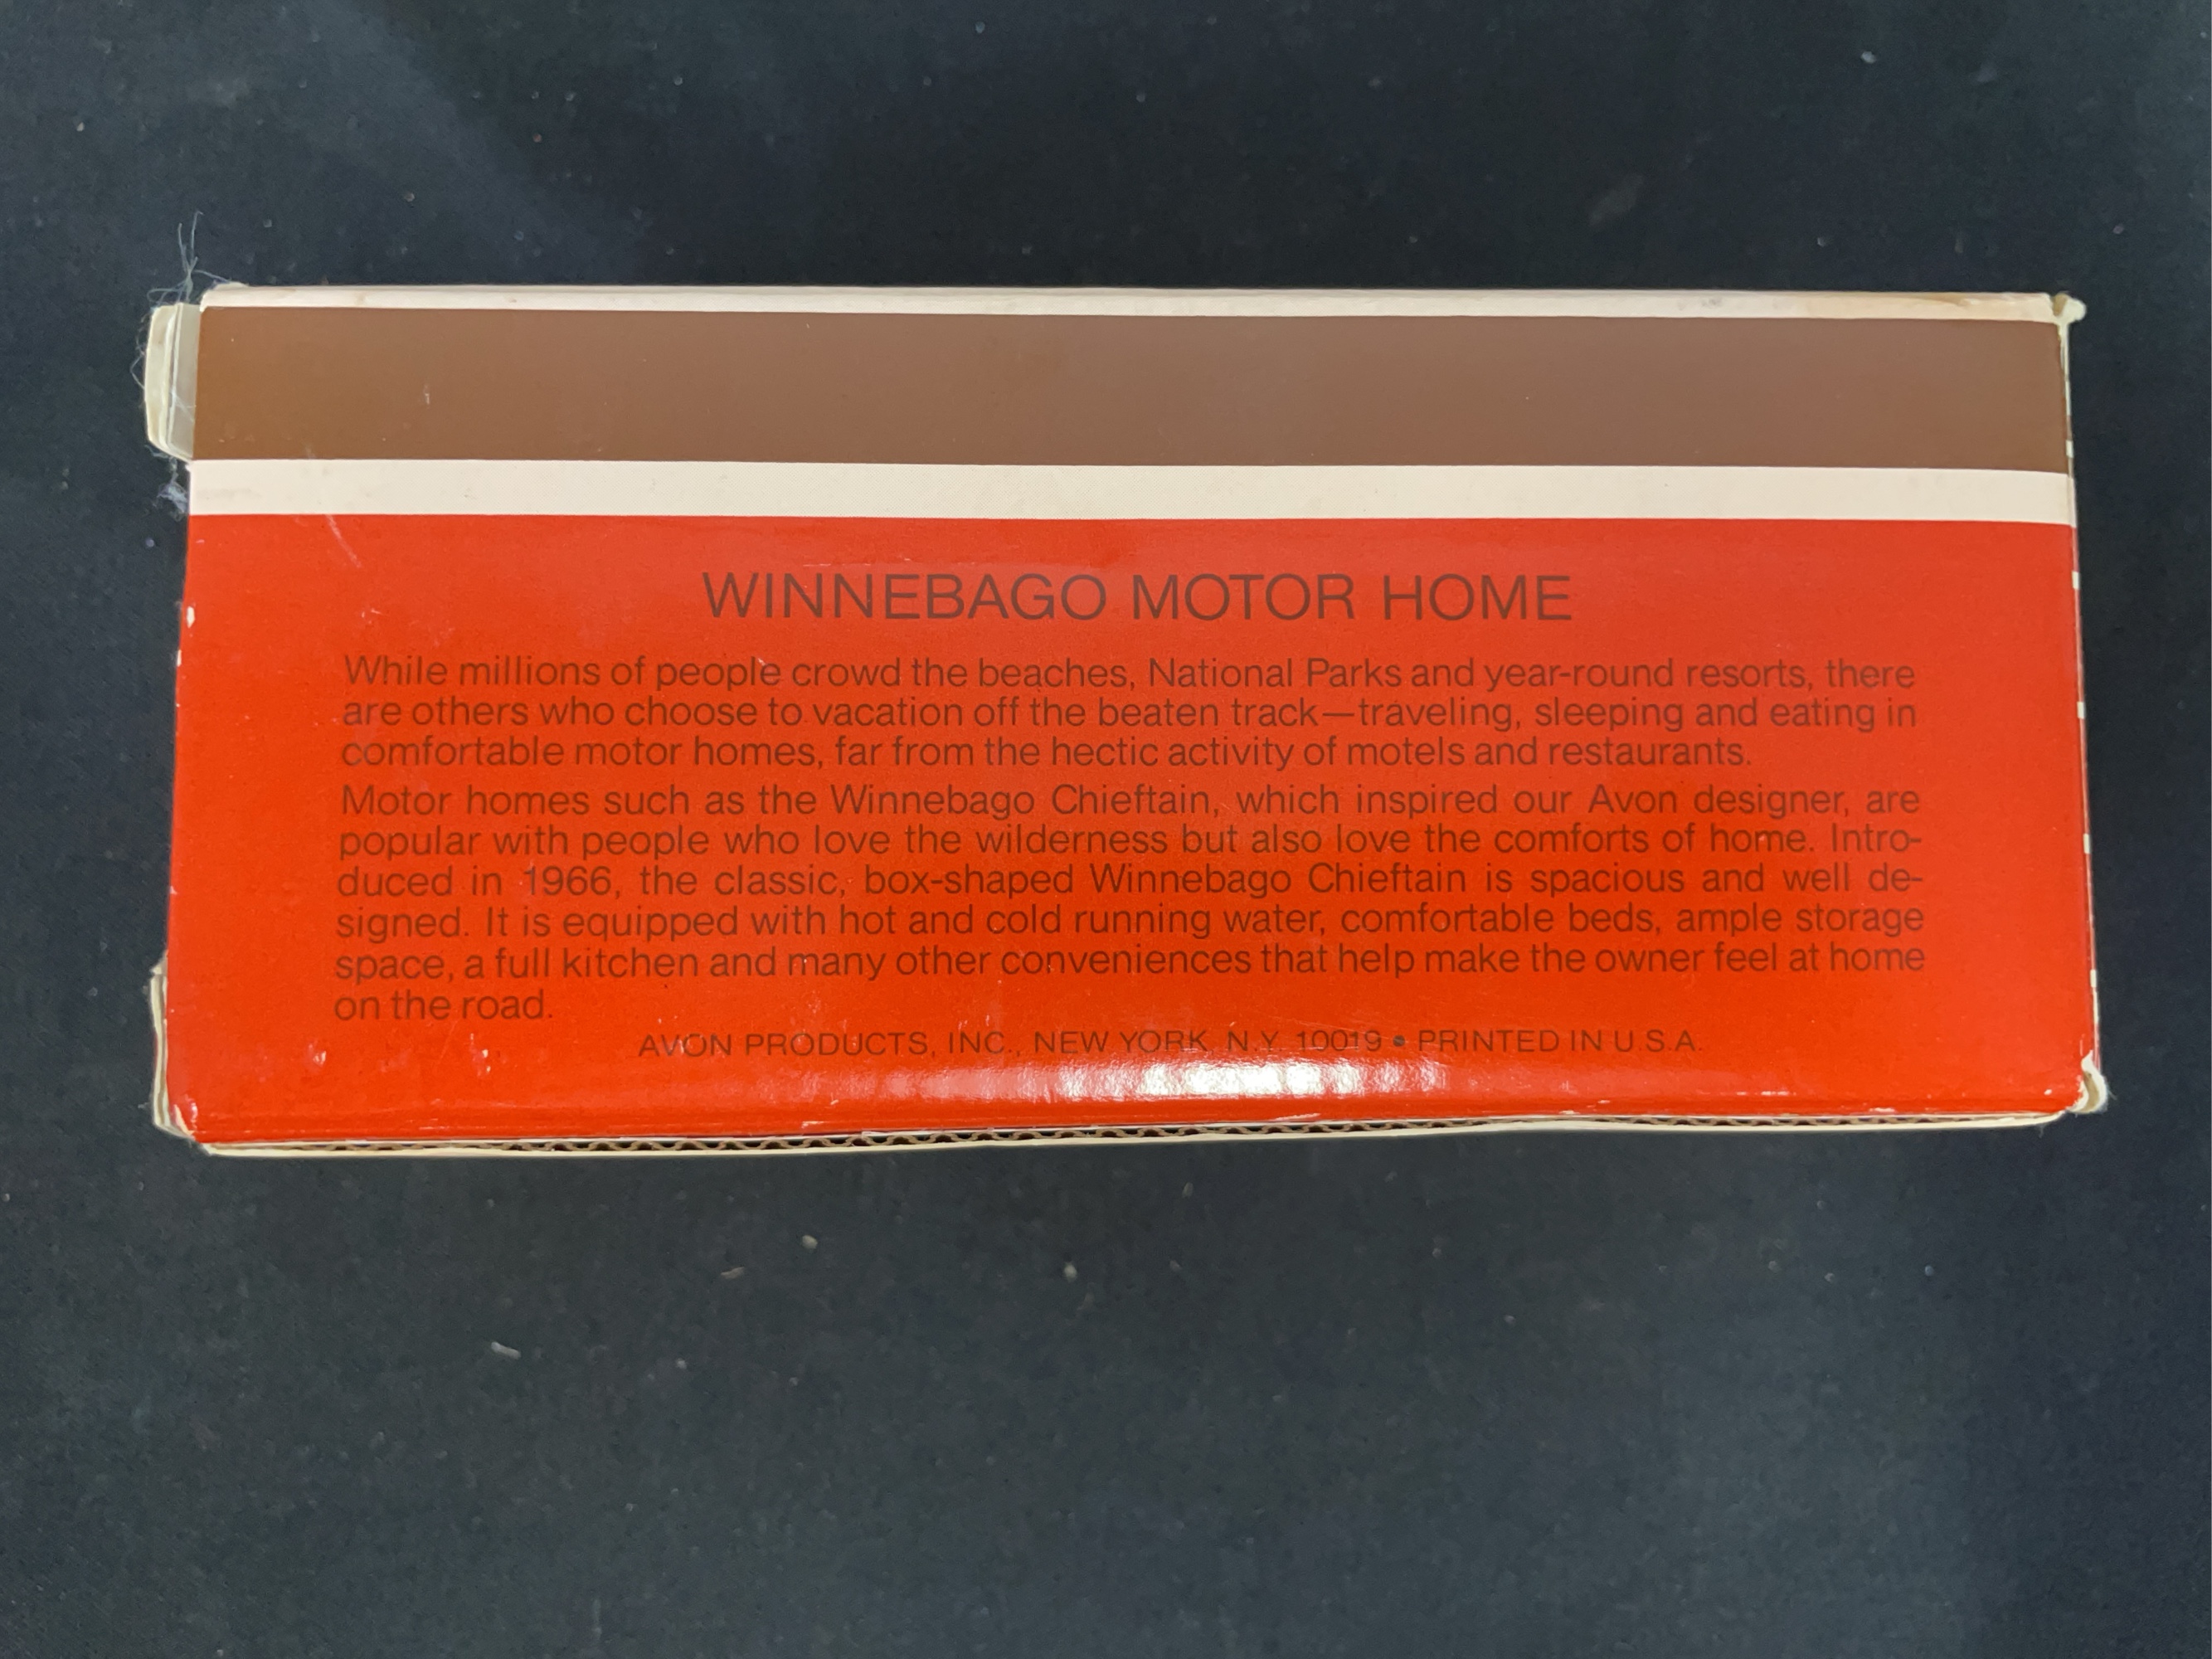 WINNEBAGO MOTOR HOME
While millions of people crowd the beaches, National Parks and year-round resorts, there
are others who choose to vacation off the beaten track—traveling, sleeping and eating in
comfortable motor homes, far from the hectic activity of motels and restaurants.
Motor homes such as the Winnebago Chieftain, which inspired our Avon designer, are
popular with people who love the wilderness but also love the comforts of home. Intro-
duced in 1966, the classic, box-shaped Winnebago Chieftain is spacious and well de-
signed. It is equipped with hot and cold running water, comfortable beds, ample storage
space, a full kitchen and many other conveniences that help make the owner feel at home
on the road.
AVON PRODUCTS, INC., NEW YORK, N.Y. 10019 • PRINTED IN U.S.A.